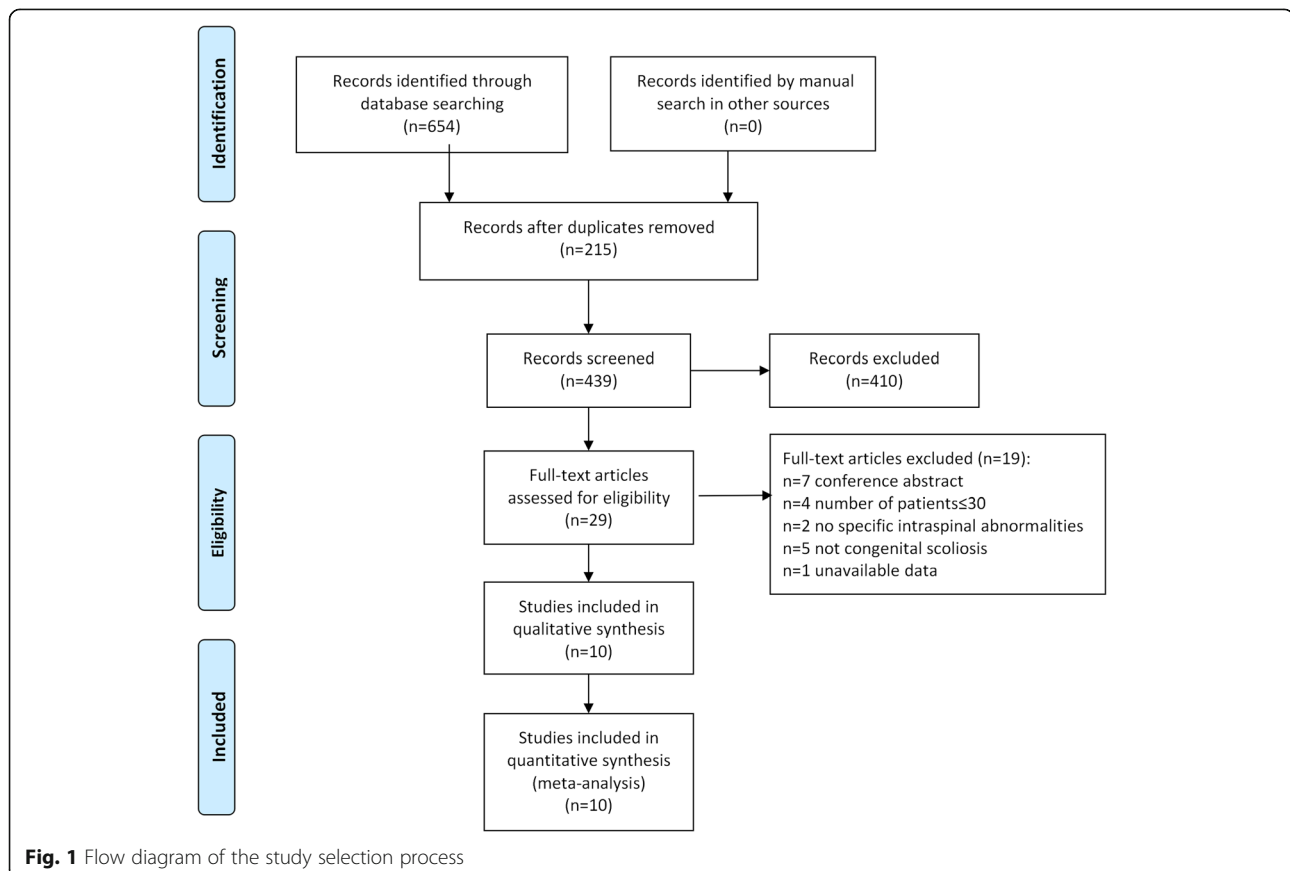 Identification
Records identified through
database searching
(n=654)
Records identified by manual
search in other sources
(n=0)
Records after duplicates removed
(n=215)
Screening
Records screened
(n=439)
Records excluded
(n=410)
Eligibility
Full-text articles
assessed for eligibility
(n=29)
Full-text articles excluded (n=19):
n=7 conference abstract
n=4 number of patients≤30
n=2 no specific intraspinal abnormalities
n=5 not congenital scoliosis
n=1 unavailable data
Studies included in
qualitative synthesis
(n=10)
Included
Studies included in
quantitative synthesis
(meta-analysis)
(n=10)
Fig. 1 Flow diagram of the study selection process